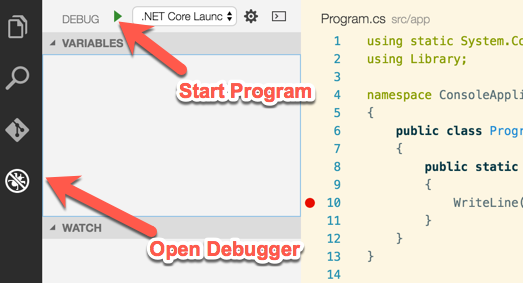 DEBUG .NET Core Launc
VARIABLES
Start Program
Open Debugger
WATCH
Program.cs src/app
1 using static System.Co
2 using Library;
3
4 namespace ConsoleApplic
5 {
6 public class Progr
7 {
8 public static
9 {
10 WriteLine(
11 }
12 }
13 }
14